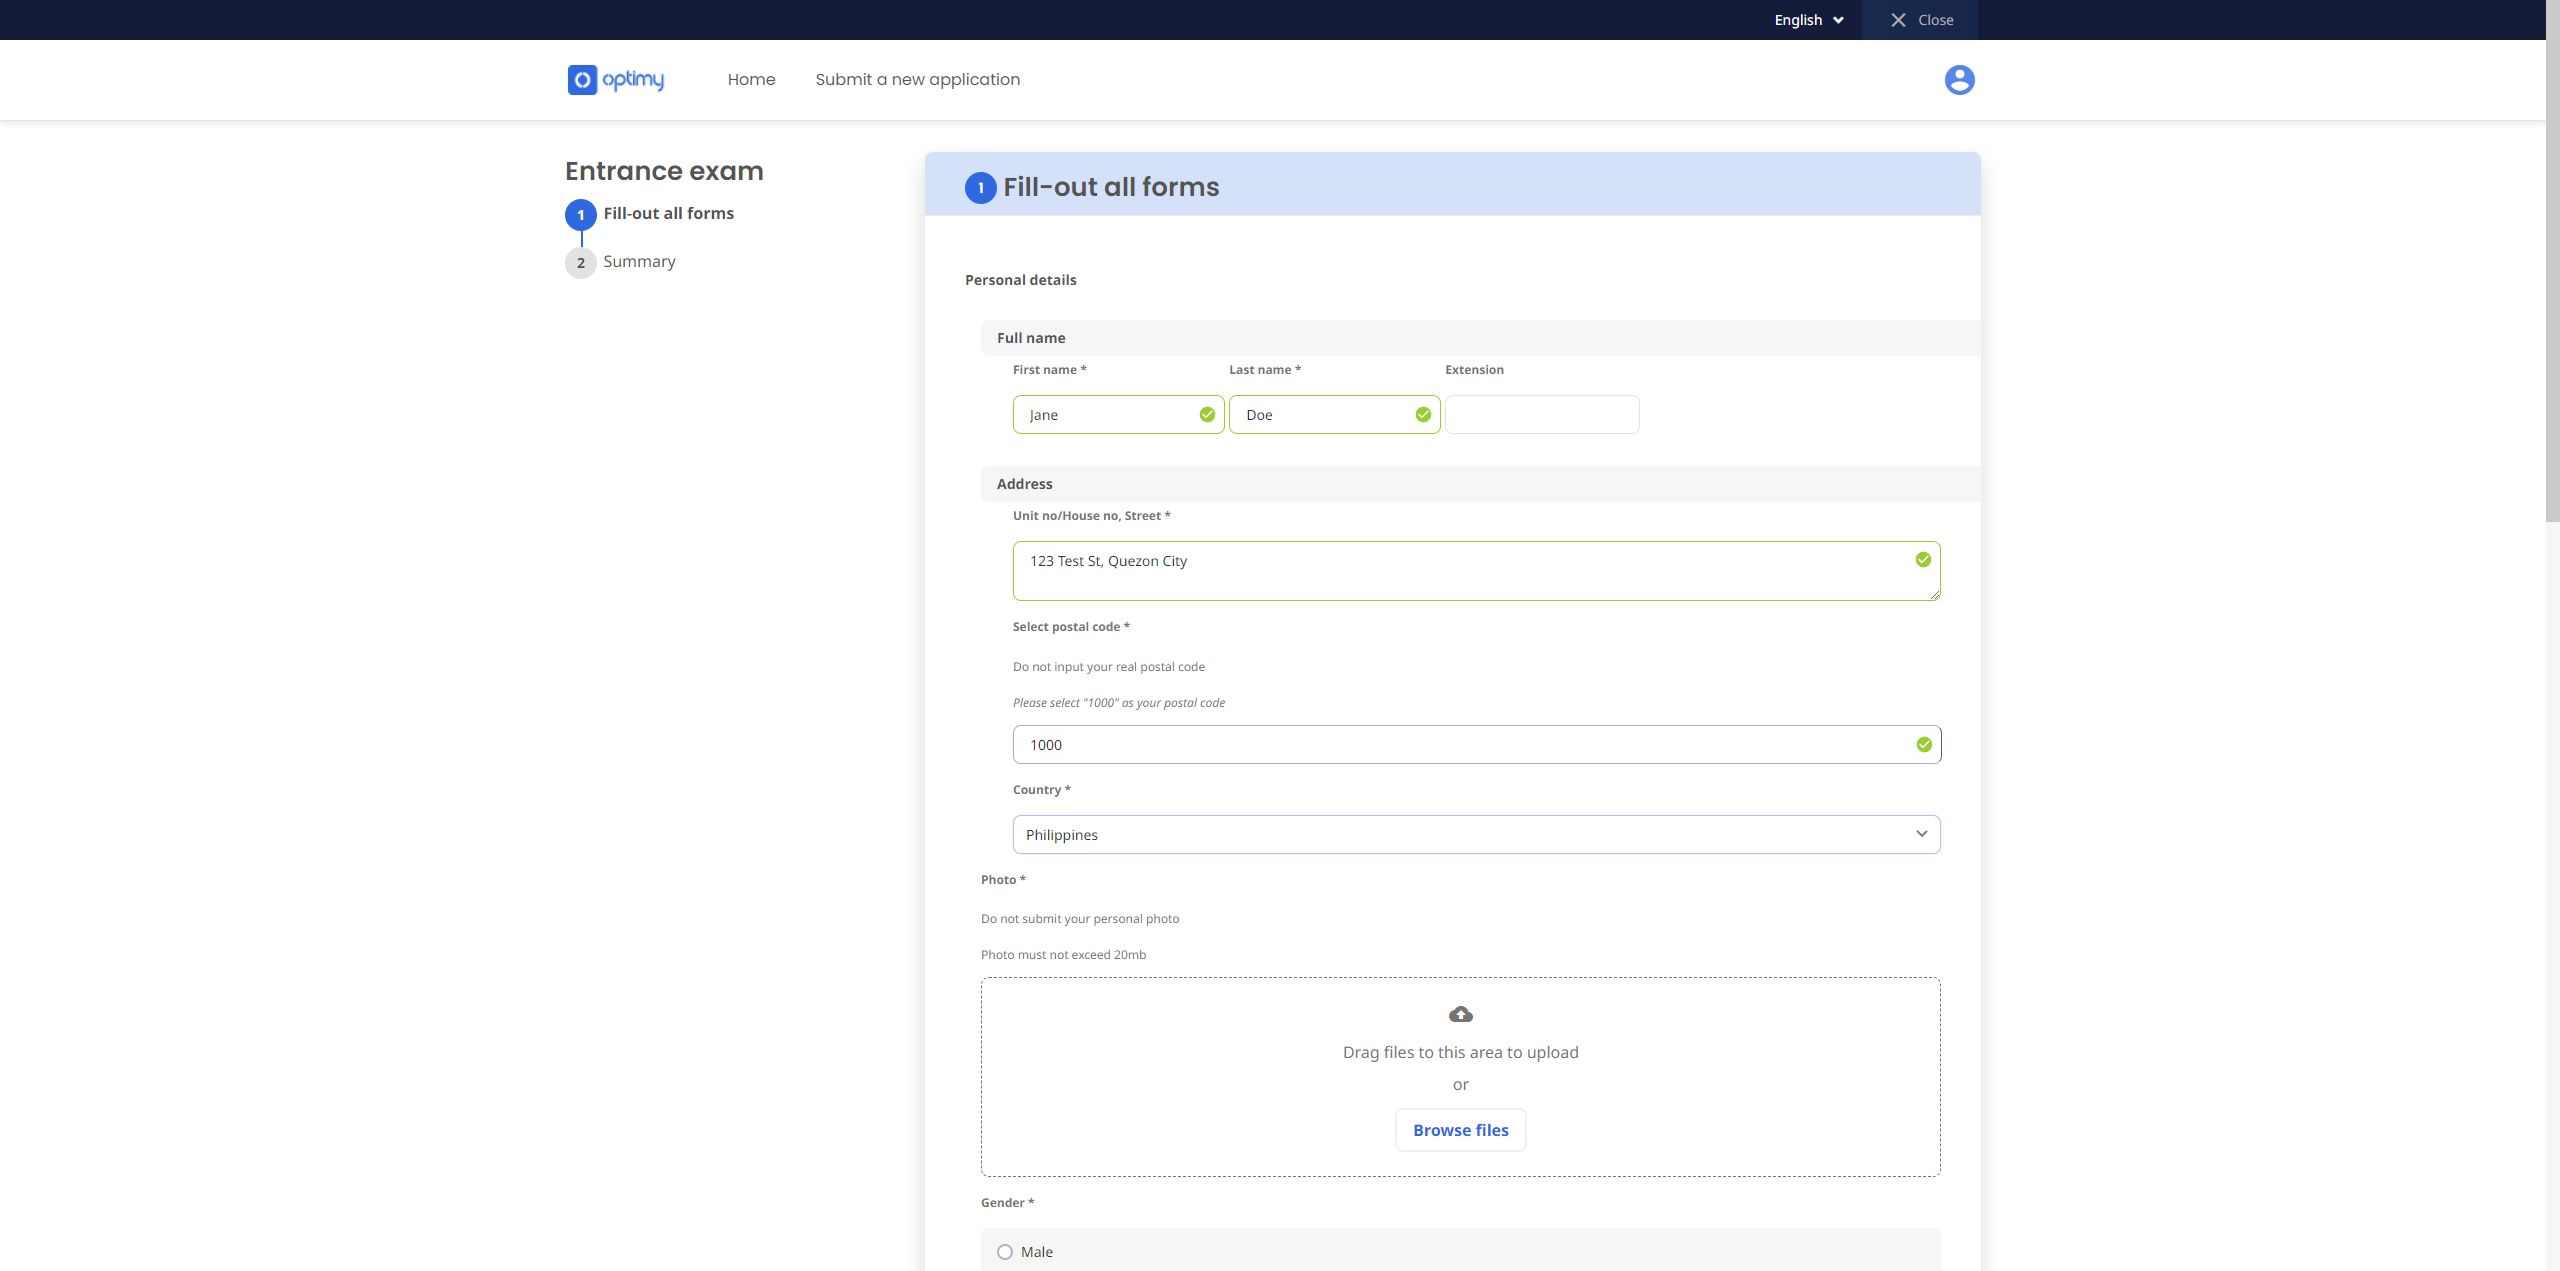 English
Close
optimy
Home
Submit a new application
Entrance exam
1 Fill-out all forms
2 Summary
1 Fill-out all forms
Personal details
Full name
First name *
Last name *
Extension
Jane
Doe
Address
Unit no/House no, Street *
123 Test St, Quezon City
Select postal code *
Do not input your real postal code
Please select "1000" as your postal code
1000
Country *
Philippines
Photo *
Do not submit your personal photo
Photo must not exceed 20mb
Drag files to this area to upload
or
Browse files
Gender *
Male